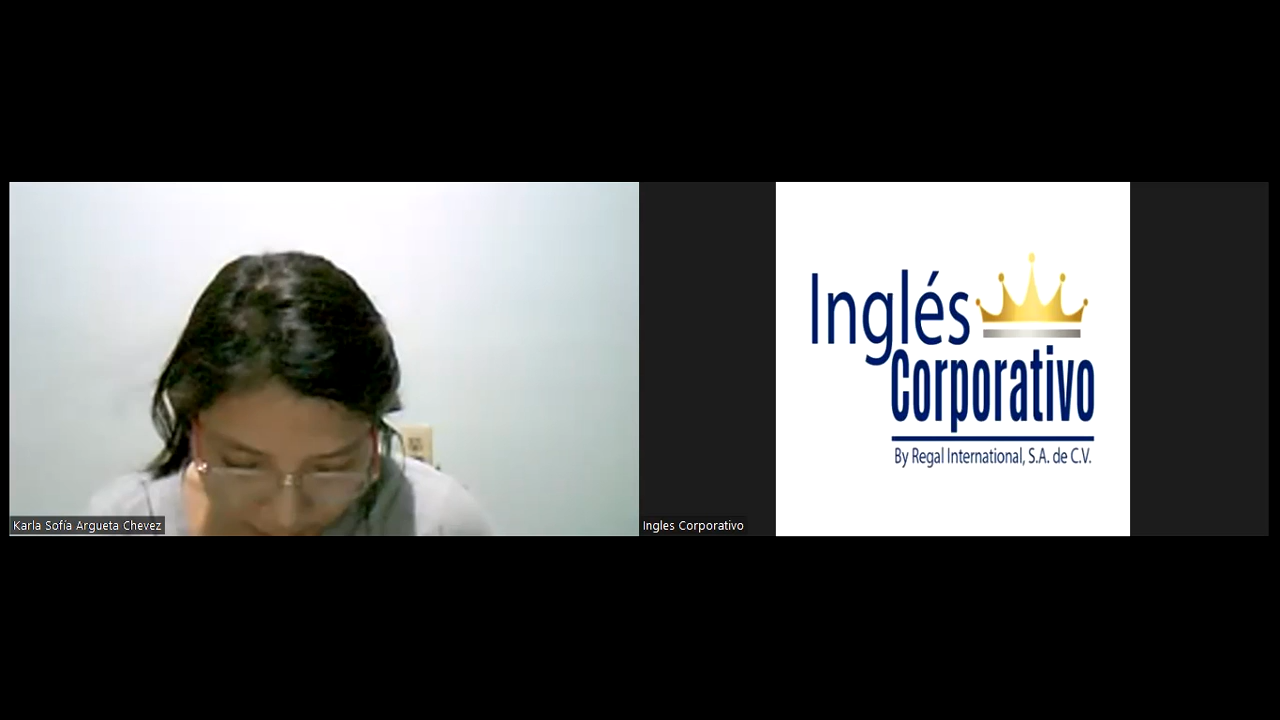 Inglés
Corporativo
By Regal International, S.A. de C.V.
Karla Sofía Argueta Chevez
Ingles Corporativo